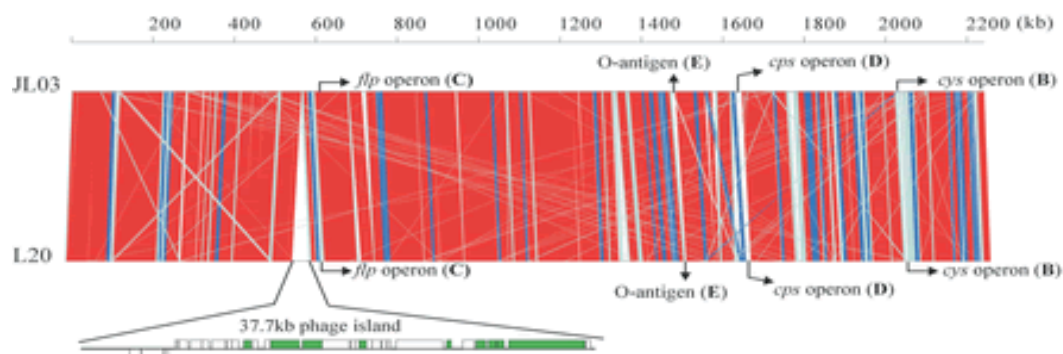 200 400 600 800 1000 1200 1400 1600 1800 2000 2200 (kb)
O-antigen (E) cps operon (D)
JL03 flp operon (C) cys operon (B)
L20 flp operon (C) O-antigen (E) cps operon (D) cys operon (B)
37.7kb phage island